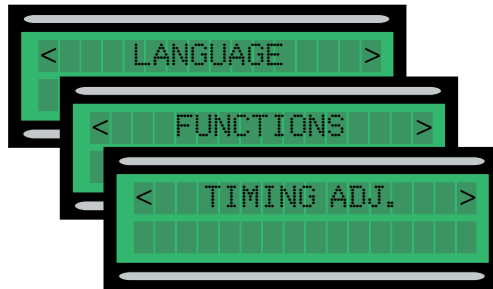 < LANGUAGE >
< FUNCTIONS >
< TIMING ADJ. >